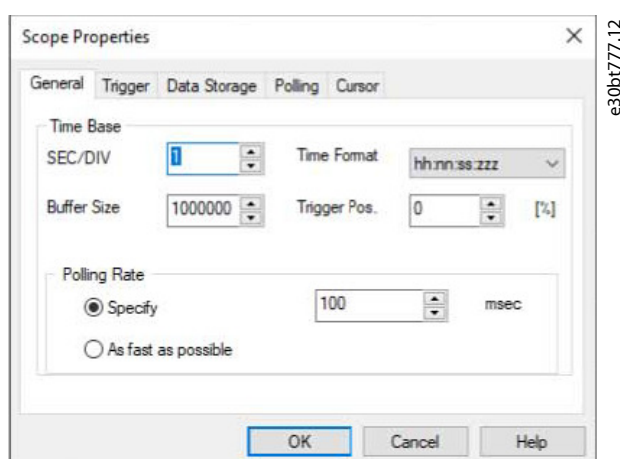 Scope Properties
General Trigger Data Storage Polling Cursor
Time Base
SEC/DIV 1 Time Format hh:nn:ss:zzz
Buffer Size 1000000 Trigger Pos. 0 [%]
Polling Rate
Specify 100 msec
As fast as possible
OK Cancel Help
e30bt777.12